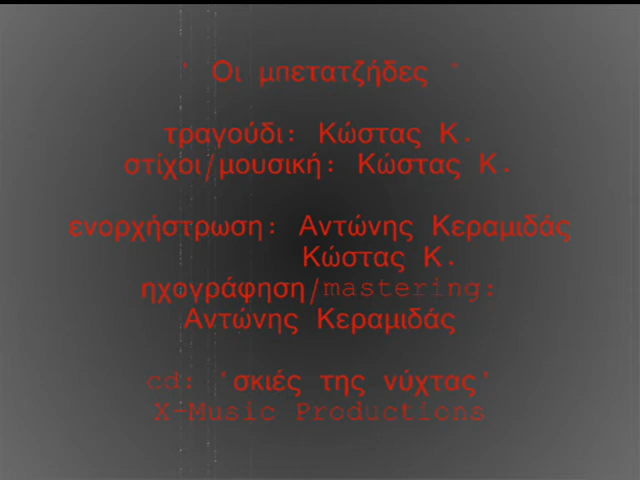 ' Οι μπετατζήδες '
τραγούδι: Κώστας Κ.
στίχοι/μουσική: Κώστας Κ.
ενορχήστρωση: Αντώνης Κεραμιδάς
Κώστας Κ.
ηχογράφηση/mastering:
Αντώνης Κεραμιδάς
cd: 'σκιές της νύχτας'
X-Music Productions